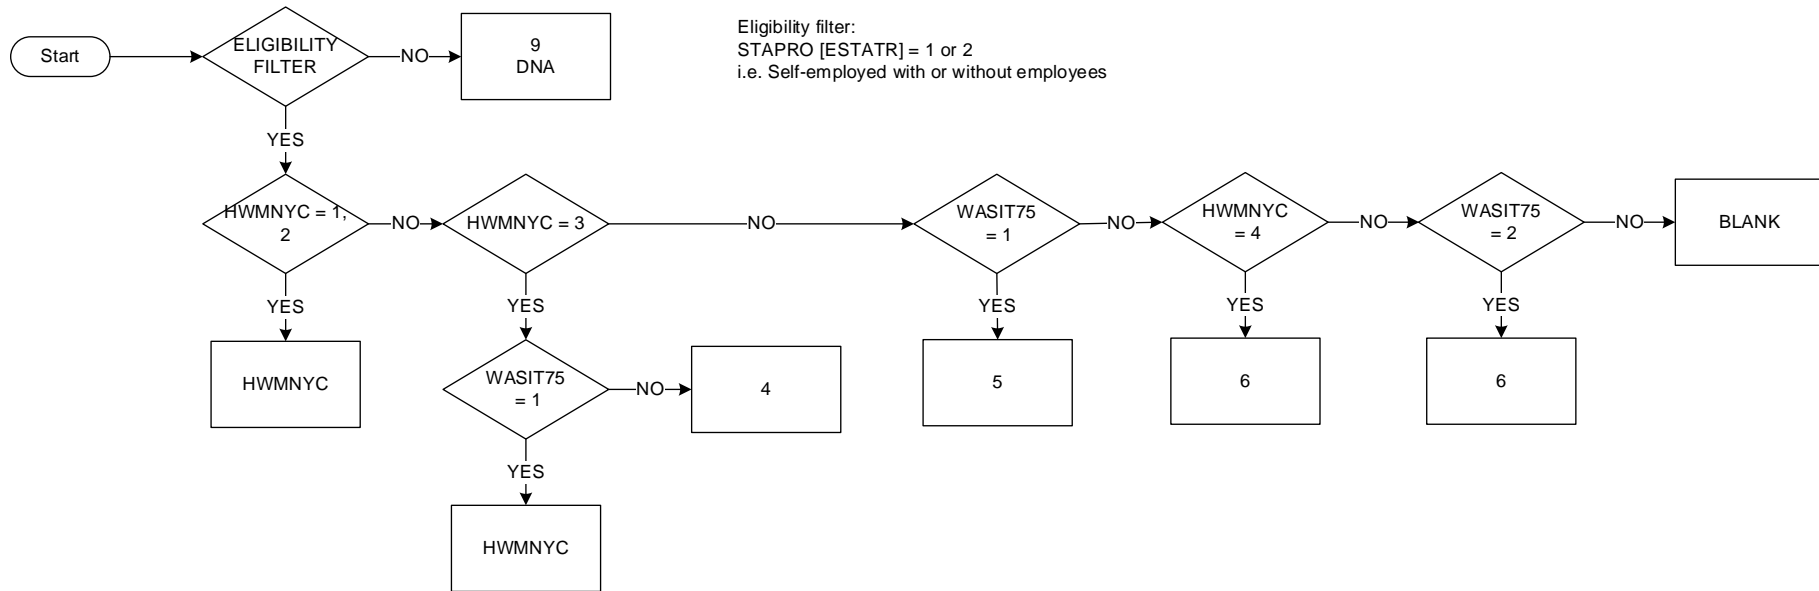 Start
ELIGIBILITY
FILTER
NO
9
DNA
Eligibility filter:
STAPRO [ESTATR] = 1 or 2
i.e. Self-employed with or without employees
YES
HWMNYC = 1,
2
NO
HWMNYC = 3
NO
WASIT75
= 1
NO
HWMNYC
= 4
NO
WASIT75
= 2
NO
BLANK
YES
YES
YES
YES
YES
HWMNYC
WASIT75
= 1
NO
4
5
6
6
YES
HWMNYC